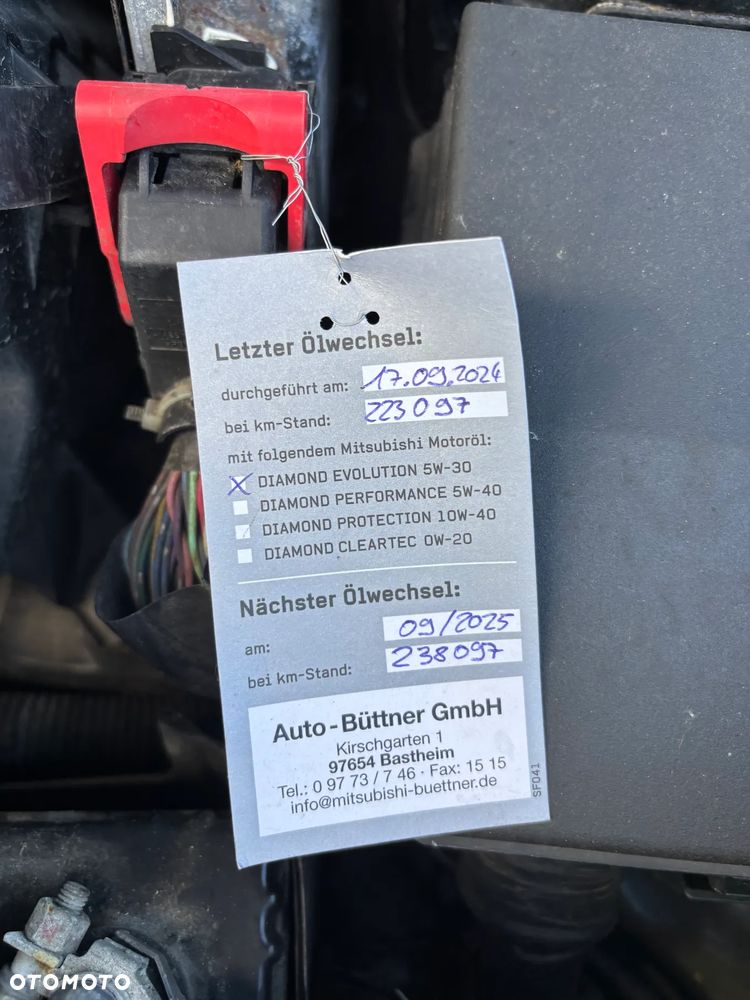 Letzter Ölwechsel:
durchgeführt am: 17.09.2024
bei km-Stand: 223097
mit folgendem Mitsubishi Motoröl:
X DIAMOND EVOLUTION 5W-30
DIAMOND PERFORMANCE 5W-40
DIAMOND PROTECTION 10W-40
DIAMOND CLEARTEC 0W-20
Nächster Ölwechsel:
am: 09/2025
bei km-Stand: 238097
Auto-Büttner GmbH
Kirschgarten 1
97654 Bastheim
Tel.: 0 97 73 / 7 46 · Fax: 15 15
info@mitsubishi-buettner.de
SF041
OTOMOTO